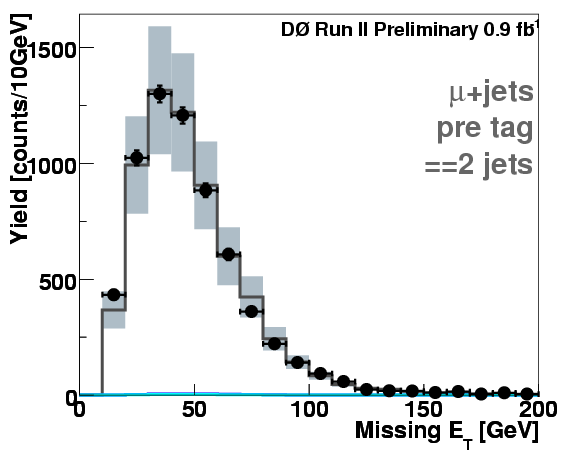 DØ Run II Preliminary 0.9 fb⁻¹
μ+jets
pre tag
==2 jets
Yield [counts/10GeV]
1500
1000
500
0
0 50 100 150 200
Missing E_T [GeV]